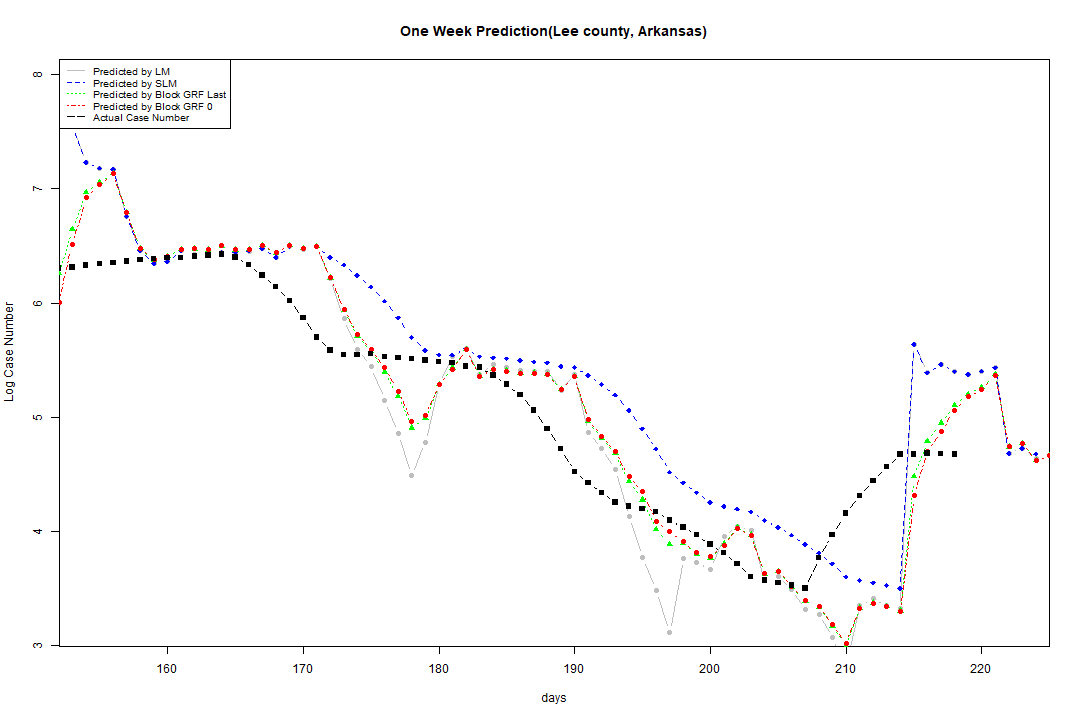 One Week Prediction(Lee county, Arkansas)
Predicted by LM
Predicted by SLM
Predicted by Block GRF Last
Predicted by Block GRF 0
Actual Case Number
8
7
6
5
4
3
Log Case Number
160 170 180 190 200 210 220
days